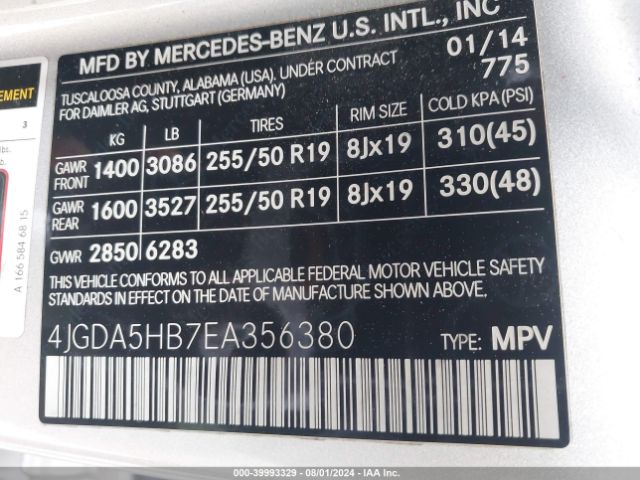 MFD BY MERCEDES-BENZ U.S. INTL., INC
TUSCALOOSA COUNTY, ALABAMA (USA). UNDER CONTRACT 01/14
FOR DAIMLER AG, STUTTGART (GERMANY) 775
KG LB TIRES RIM SIZE COLD KPA(PSI)
GAWR FRONT 1400 3086 255/50 R19 8Jx19 310(45)
GAWR REAR 1600 3527 255/50 R19 8Jx19 330(48)
GVWR 2850 6283
THIS VEHICLE CONFORMS TO ALL APPLICABLE FEDERAL MOTOR VEHICLE SAFETY
STANDARDS IN EFFECT ON THE DATE OF MANUFACTURE SHOWN ABOVE.
4JGDA5HB7EA356380 TYPE: MPV
EMENT
3
lbs.
A 166 584 68 15
000-39993329 - 08/01/2024 - IAA Inc.